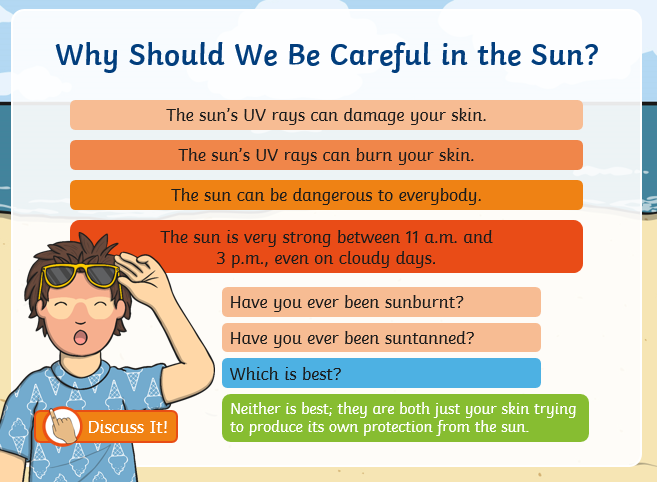 Why Should We Be Careful in the Sun?
The sun's UV rays can damage your skin.
The sun's UV rays can burn your skin.
The sun can be dangerous to everybody.
The sun is very strong between 11 a.m. and
3 p.m., even on cloudy days.
Have you ever been sunburnt?
Have you ever been suntanned?
Which is best?
Neither is best; they are both just your skin trying
to produce its own protection from the sun.
Discuss It!